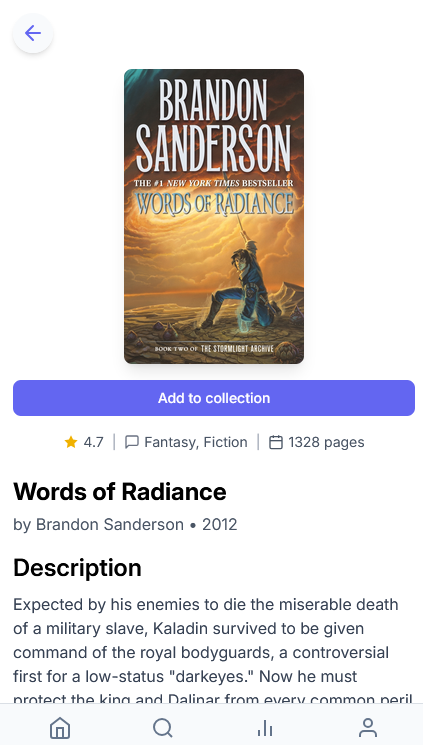 BRANDON
SANDERSON
THE #1 NEW YORK TIMES BESTSELLER
WORDS OF RADIANCE
BOOK TWO OF THE STORMLIGHT ARCHIVE
Add to collection
4.7 | Fantasy, Fiction | 1328 pages
Words of Radiance
by Brandon Sanderson • 2012
Description
Expected by his enemies to die the miserable death
of a military slave, Kaladin survived to be given
command of the royal bodyguards, a controversial
first for a low-status "darkeyes." Now he must
protect the king and Dalinar from every common peril